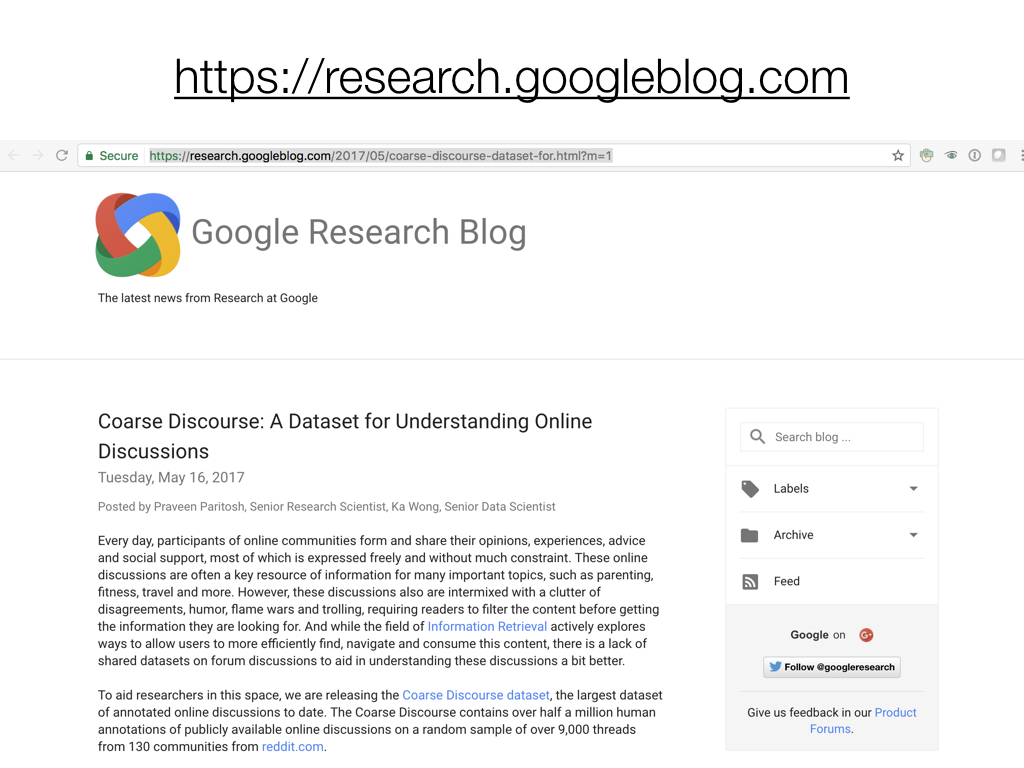 https://research.googleblog.com
Secure https://research.googleblog.com/2017/05/coarse-discourse-dataset-for.html?m=1
Google Research Blog
The latest news from Research at Google
Coarse Discourse: A Dataset for Understanding Online
Discussions
Tuesday, May 16, 2017
Posted by Praveen Paritosh, Senior Research Scientist, Ka Wong, Senior Data Scientist
Every day, participants of online communities form and share their opinions, experiences, advice
and social support, most of which is expressed freely and without much constraint. These online
discussions are often a key resource of information for many important topics, such as parenting,
fitness, travel and more. However, these discussions also are intermixed with a clutter of
disagreements, humor, flame wars and trolling, requiring readers to filter the content before getting
the information they are looking for. And while the field of Information Retrieval actively explores
ways to allow users to more efficiently find, navigate and consume this content, there is a lack of
shared datasets on forum discussions to aid in understanding these discussions a bit better.
To aid researchers in this space, we are releasing the Coarse Discourse dataset, the largest dataset
of annotated online discussions to date. The Coarse Discourse contains over half a million human
annotations of publicly available online discussions on a random sample of over 9,000 threads
from 130 communities from reddit.com.
Search blog ...
Labels
Archive
Feed
Google on G+
Follow @googleresearch
Give us feedback in our Product
Forums.